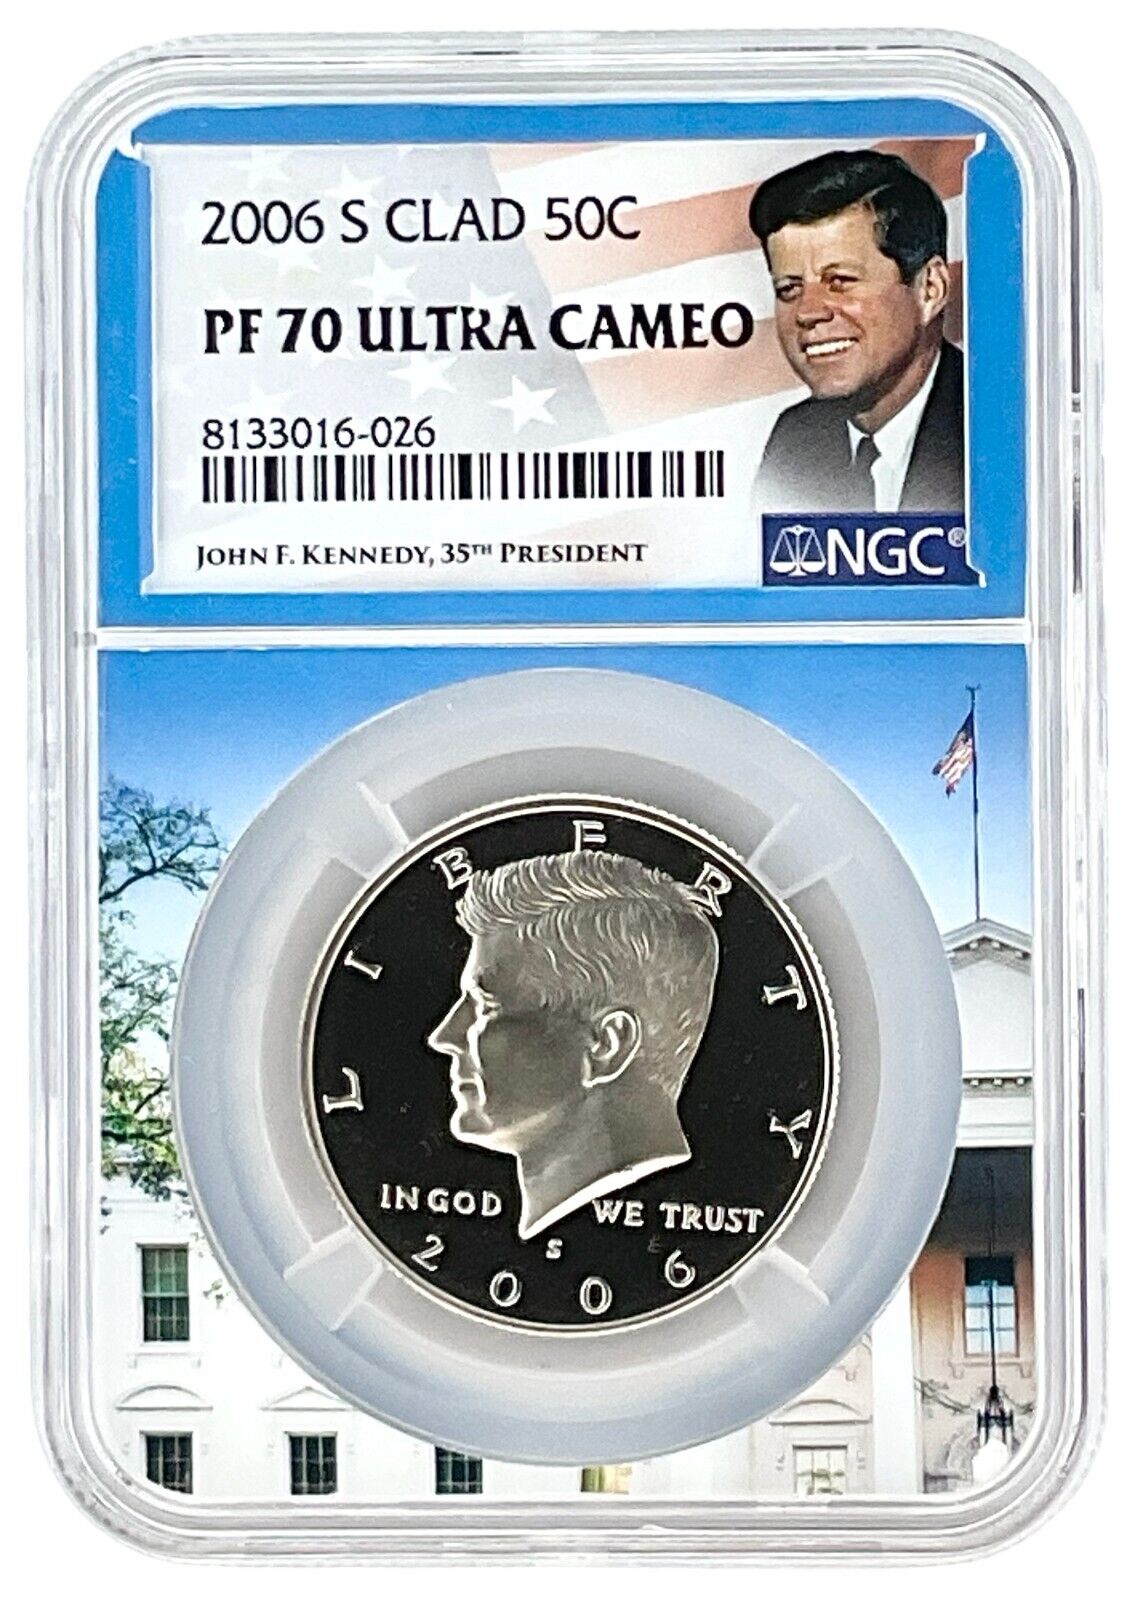 2006 S CLAD 50C
PF 70 ULTRA CAMEO
8133016-026
JOHN F. KENNEDY, 35TH PRESIDENT
NGC®
LIBERTY
IN GOD WE TRUST
S
2006